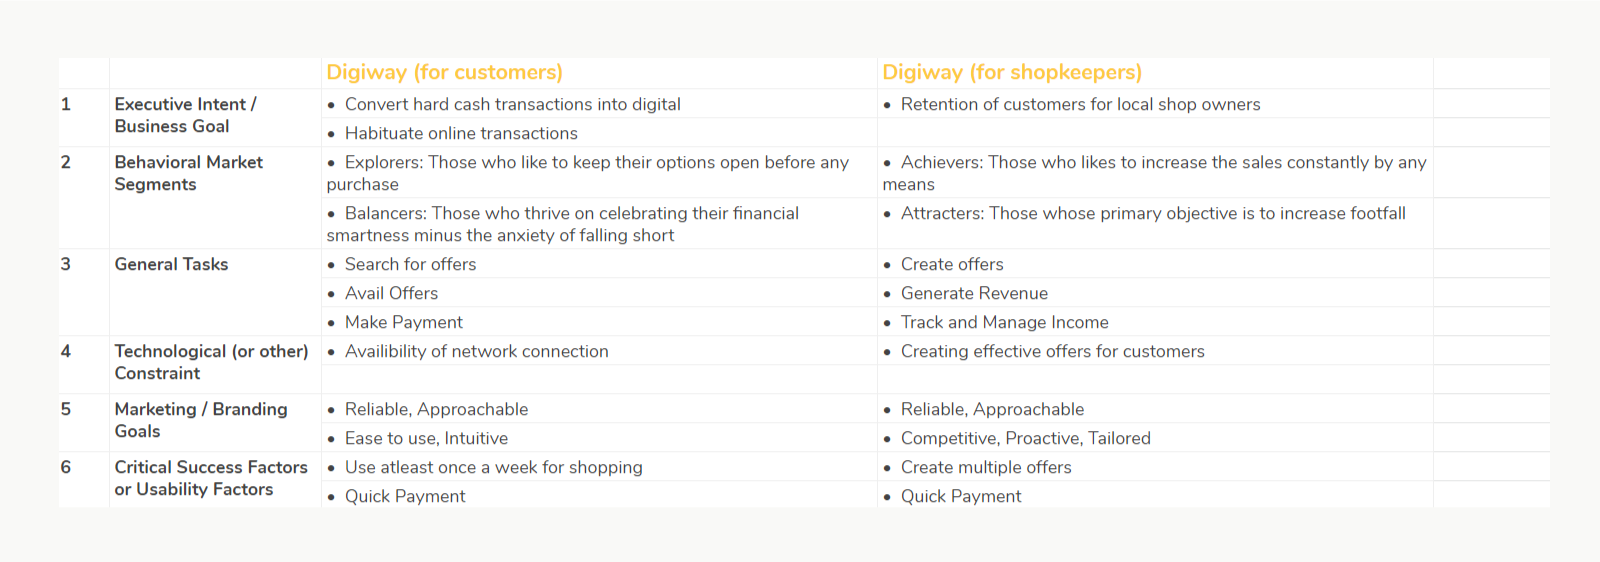 Digiway (for customers) Digiway (for shopkeepers)
1 Executive Intent / • Convert hard cash transactions into digital • Retention of customers for local shop owners
Business Goal
• Habituate online transactions
2 Behavioral Market • Explorers: Those who like to keep their options open before any • Achievers: Those who likes to increase the sales constantly by any
Segments purchase means
• Balancers: Those who thrive on celebrating their financial • Attracters: Those whose primary objective is to increase footfall
smartness minus the anxiety of falling short
3 General Tasks • Search for offers • Create offers
• Avail Offers • Generate Revenue
• Make Payment • Track and Manage Income
4 Technological (or other) • Availibility of network connection • Creating effective offers for customers
Constraint
5 Marketing / Branding • Reliable, Approachable • Reliable, Approachable
Goals
• Ease to use, Intuitive • Competitive, Proactive, Tailored
6 Critical Success Factors • Use atleast once a week for shopping • Create multiple offers
or Usability Factors
• Quick Payment • Quick Payment